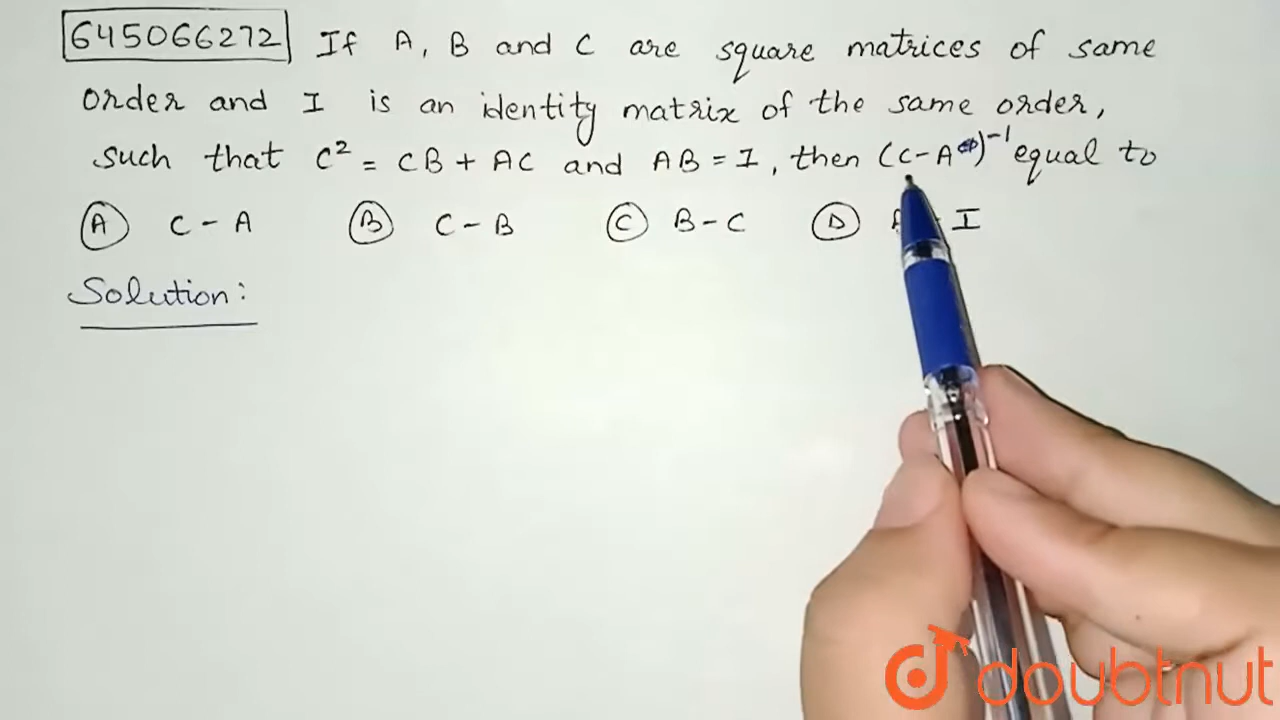 645066272 If A, B and C are square matrices of same
order and I is an identity matrix of the same order,
such that C² = CB + AC and AB = I, then (C-A)⁻¹ equal to
(A) C - A (B) C - B (C) B - C (D) I
Solution:
doubtnut